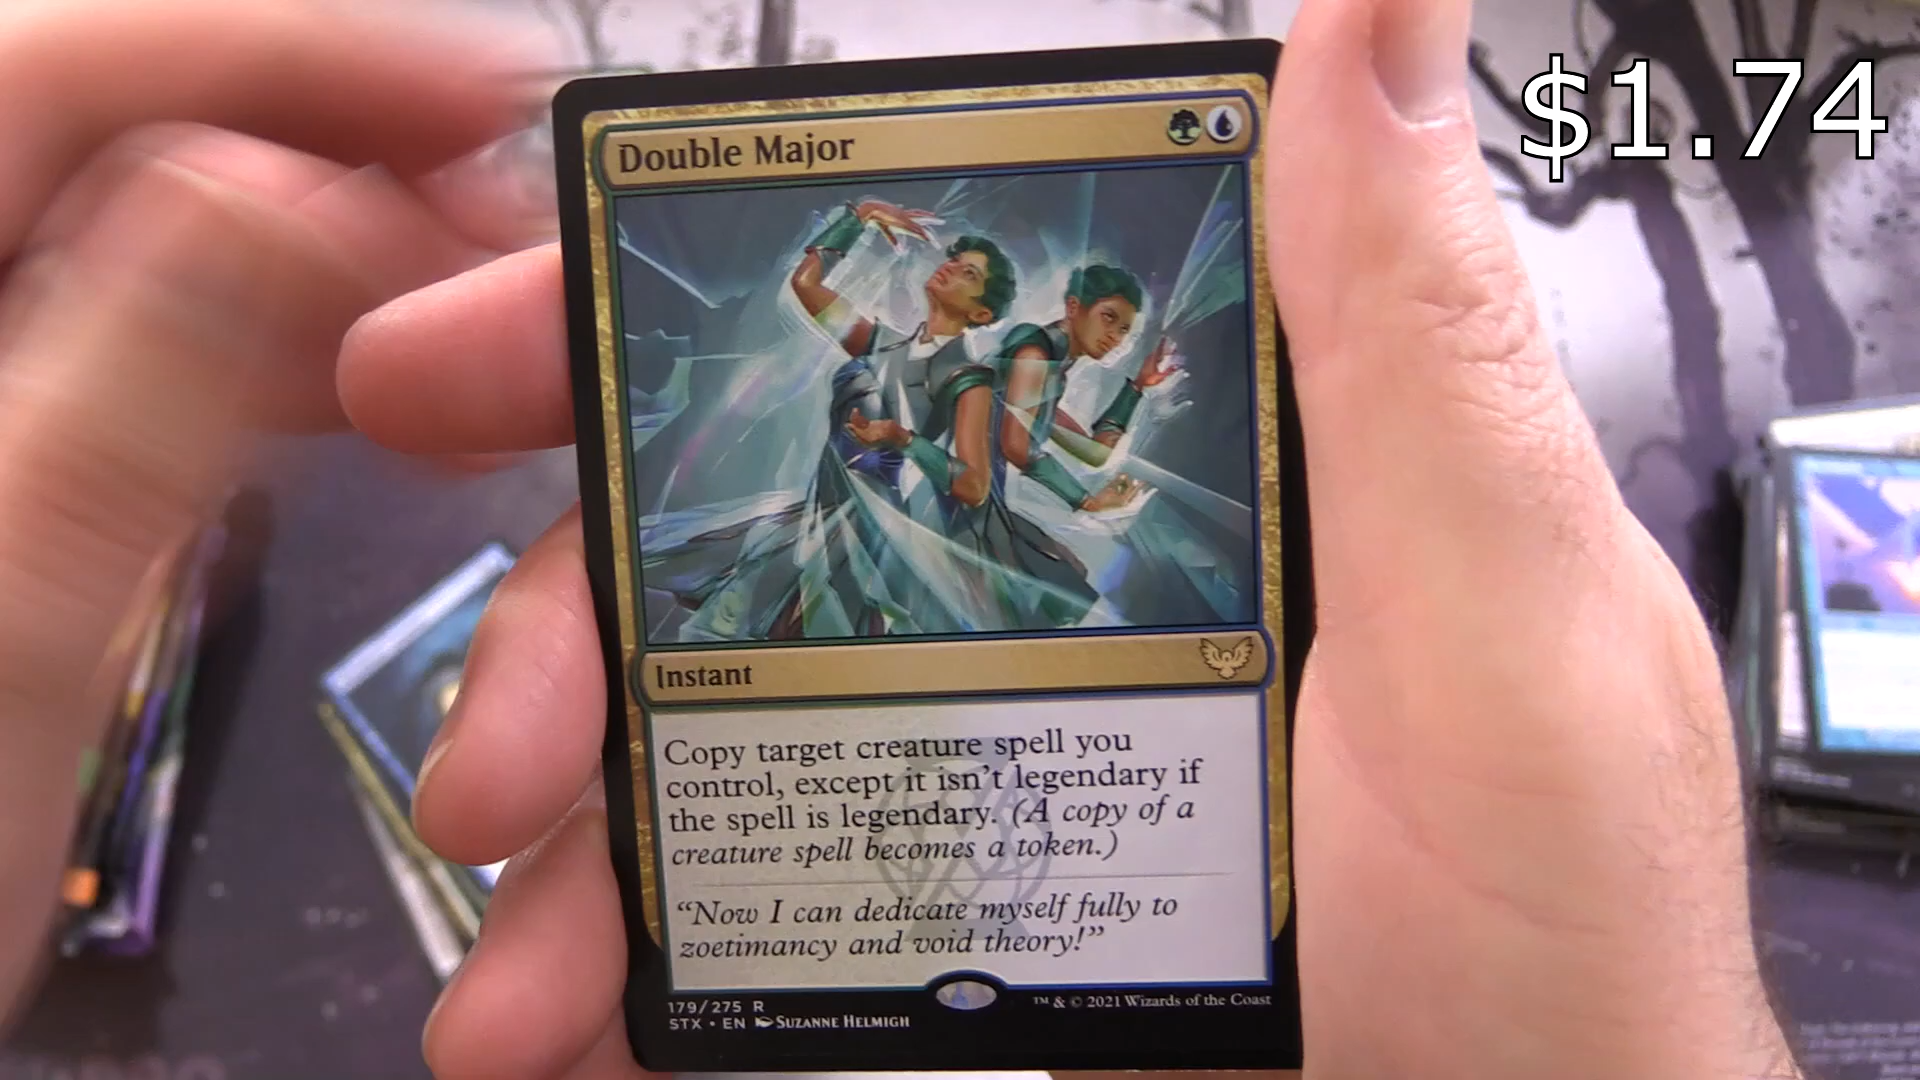 $1.74
Double Major
Instant
Copy target creature spell you
control, except it isn't legendary if
the spell is legendary. (A copy of a
creature spell becomes a token.)
“Now I can dedicate myself fully to
zoetimancy and void theory!”
179/275 R
™ & © 2021 Wizards of the Coast
STX • EN SUZANNE HELMIGH